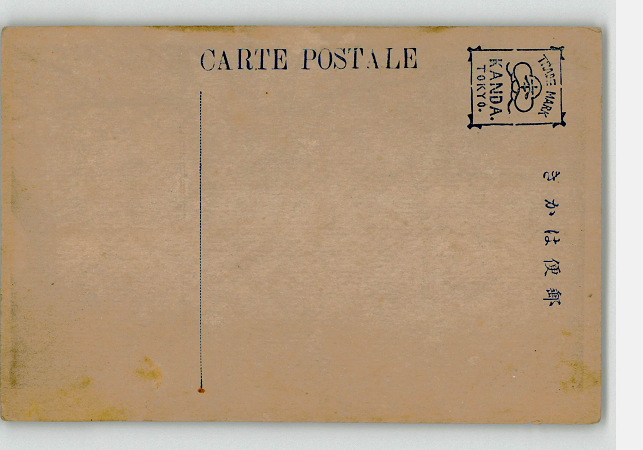 CARTE POSTALE
TRADE MARK
KANDA.
TOKYO.
郵便はかき